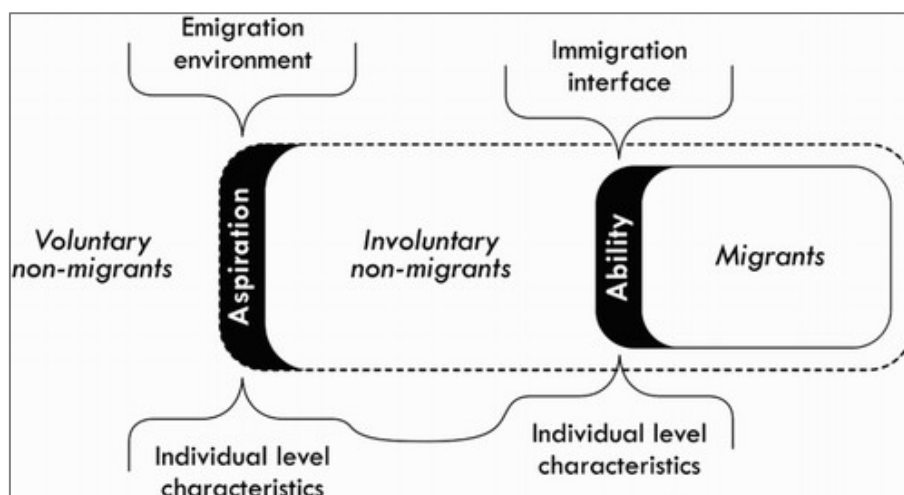 Emigration
environment
Immigration
interface
Voluntary
non-migrants
Aspiration
Involuntary
non-migrants
Ability
Migrants
Individual level
characteristics
Individual level
characteristics